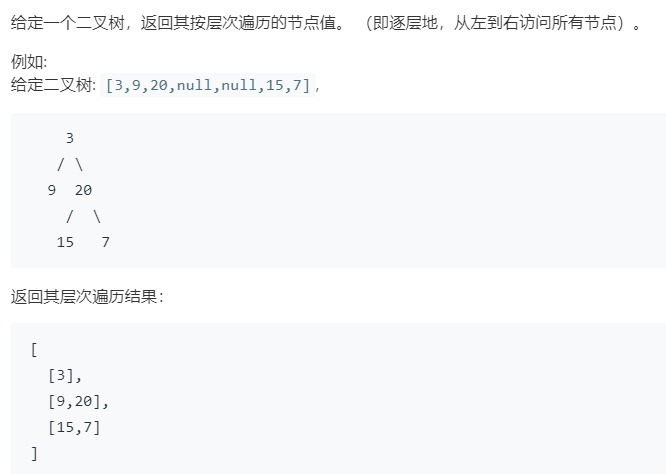 给定一个二叉树，返回其按层次遍历的节点值。 （即逐层地，从左到右访问所有节点）。
例如:
给定二叉树: [3,9,20,null,null,15,7],
3
/ \
9 20
/ \
15 7
返回其层次遍历结果：
[
[3],
[9,20],
[15,7]
]